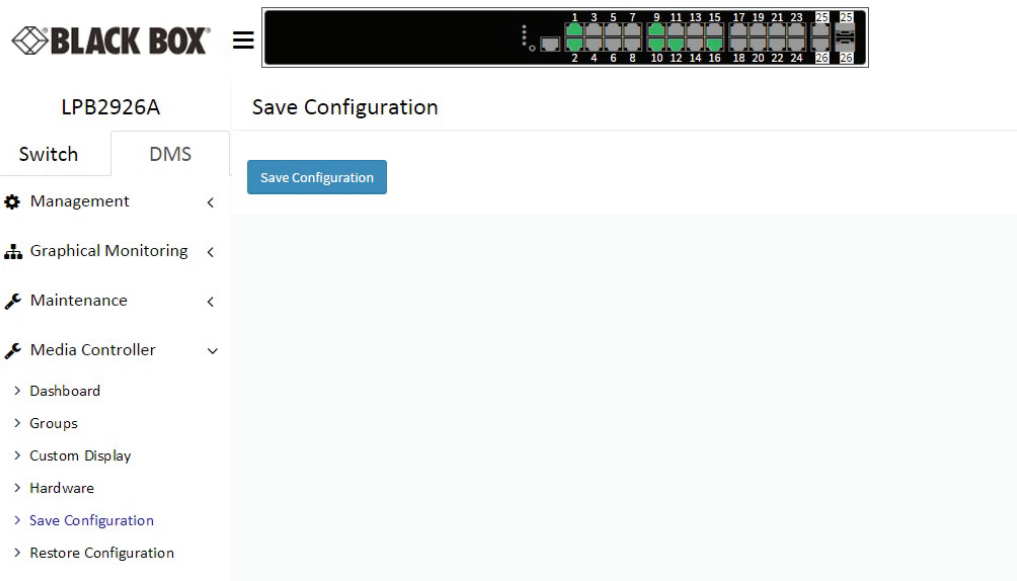 BLACK BOX®
1 3 5 7 9 11 13 15 17 19 21 23 25 25
2 4 6 8 10 12 14 16 18 20 22 24 26 26
LPB2926A
Save Configuration
Switch DMS
Save Configuration
Management
Graphical Monitoring
Maintenance
Media Controller
Dashboard
Groups
Custom Display
Hardware
Save Configuration
Restore Configuration